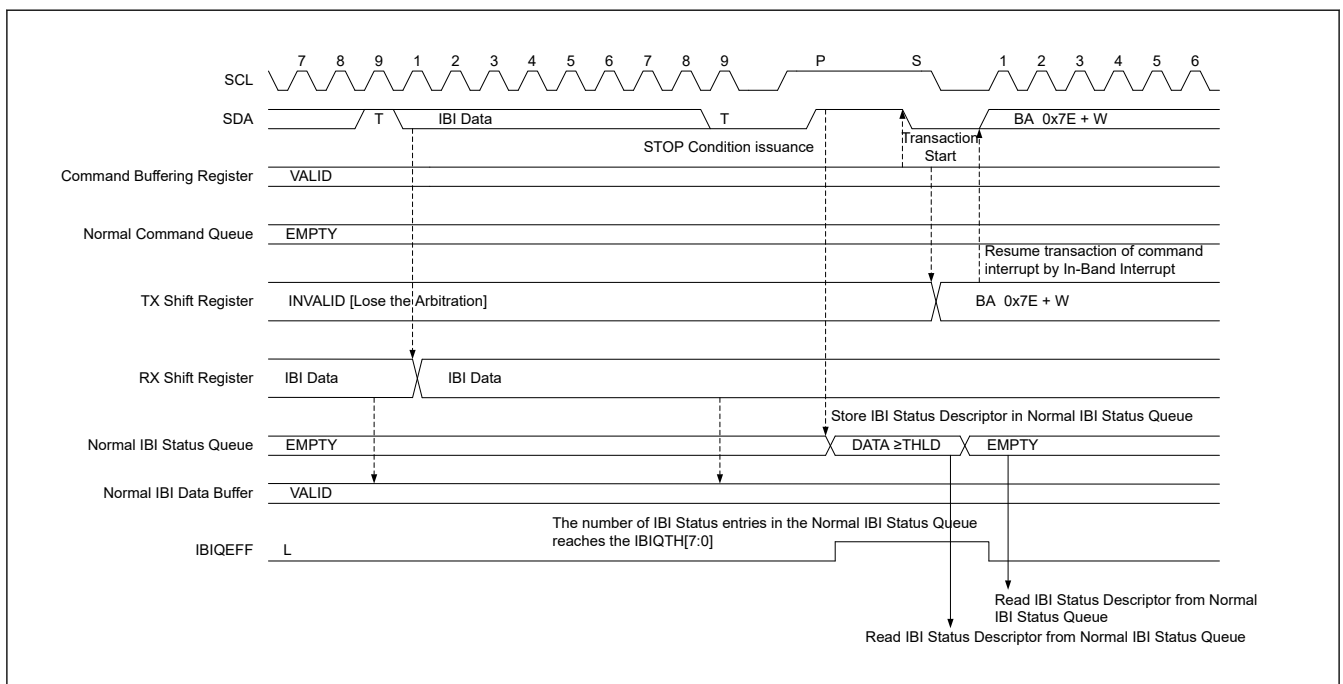 7 8 9 1 2 3 4 5 6 7 8 9 P S 1 2 3 4 5 6
SCL
SDA T IBI Data T BA 0x7E + W
STOP Condition issuance
Transaction
Start
Command Buffering Register VALID
Normal Command Queue EMPTY
Resume transaction of command
interrupt by In-Band Interrupt
TX Shift Register INVALID [Lose the Arbitration] BA 0x7E + W
RX Shift Register IBI Data IBI Data
Store IBI Status Descriptor in Normal IBI Status Queue
Normal IBI Status Queue EMPTY DATA ≥THLD EMPTY
Normal IBI Data Buffer VALID
The number of IBI Status entries in the Normal IBI Status Queue
reaches the IBIQTH[7:0]
IBIQEFF L
Read IBI Status Descriptor from Normal
IBI Status Queue
Read IBI Status Descriptor from Normal IBI Status Queue